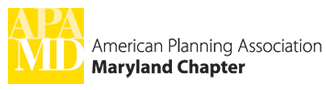 APA
MD
American Planning Association
Maryland Chapter